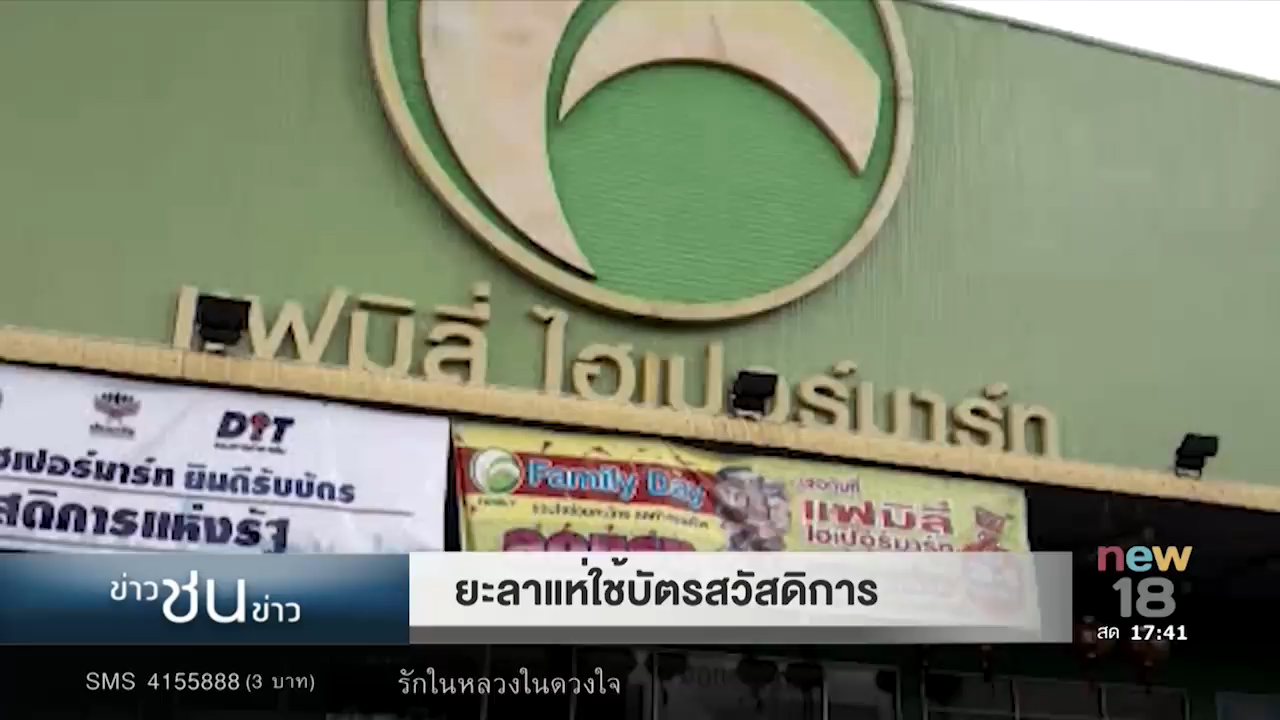 แฟมิลี่ ไฮเปอร์มาร์ท
DIT
ฮเปอร์มาร์ท ยินดีรับบัตร
สดิการแห่งรัฐ
Family Day
FAMILY
แฟมิลี่
ไฮเปอร์มาร์ท
ข่าวชนข่าว
ยะลาแห่ใช้บัตรสวัสดิการ
new
18
สด 17:41
SMS 4155888 (3 บาท)
รักในหลวงในดวงใจ